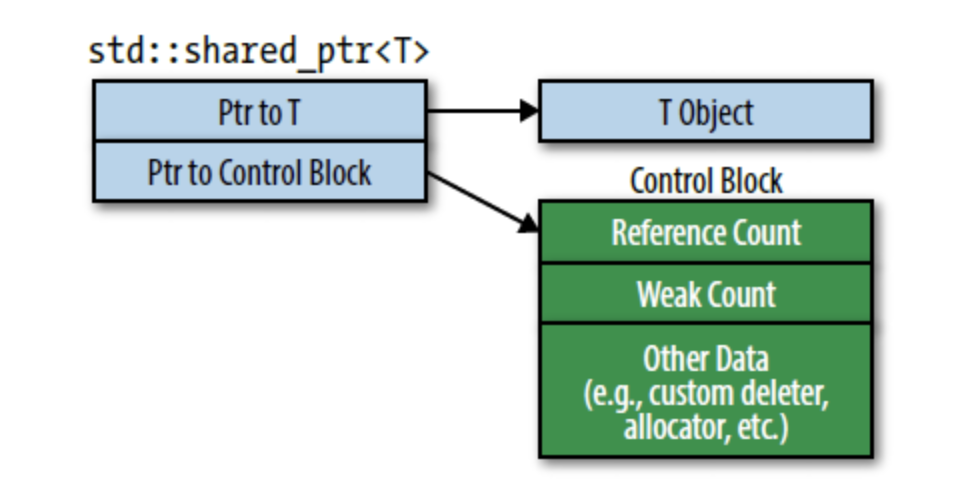 std::shared_ptr<T>
Ptr to T
T Object
Ptr to Control Block
Control Block
Reference Count
Weak Count
Other Data
(e.g., custom deleter,
allocator, etc.)